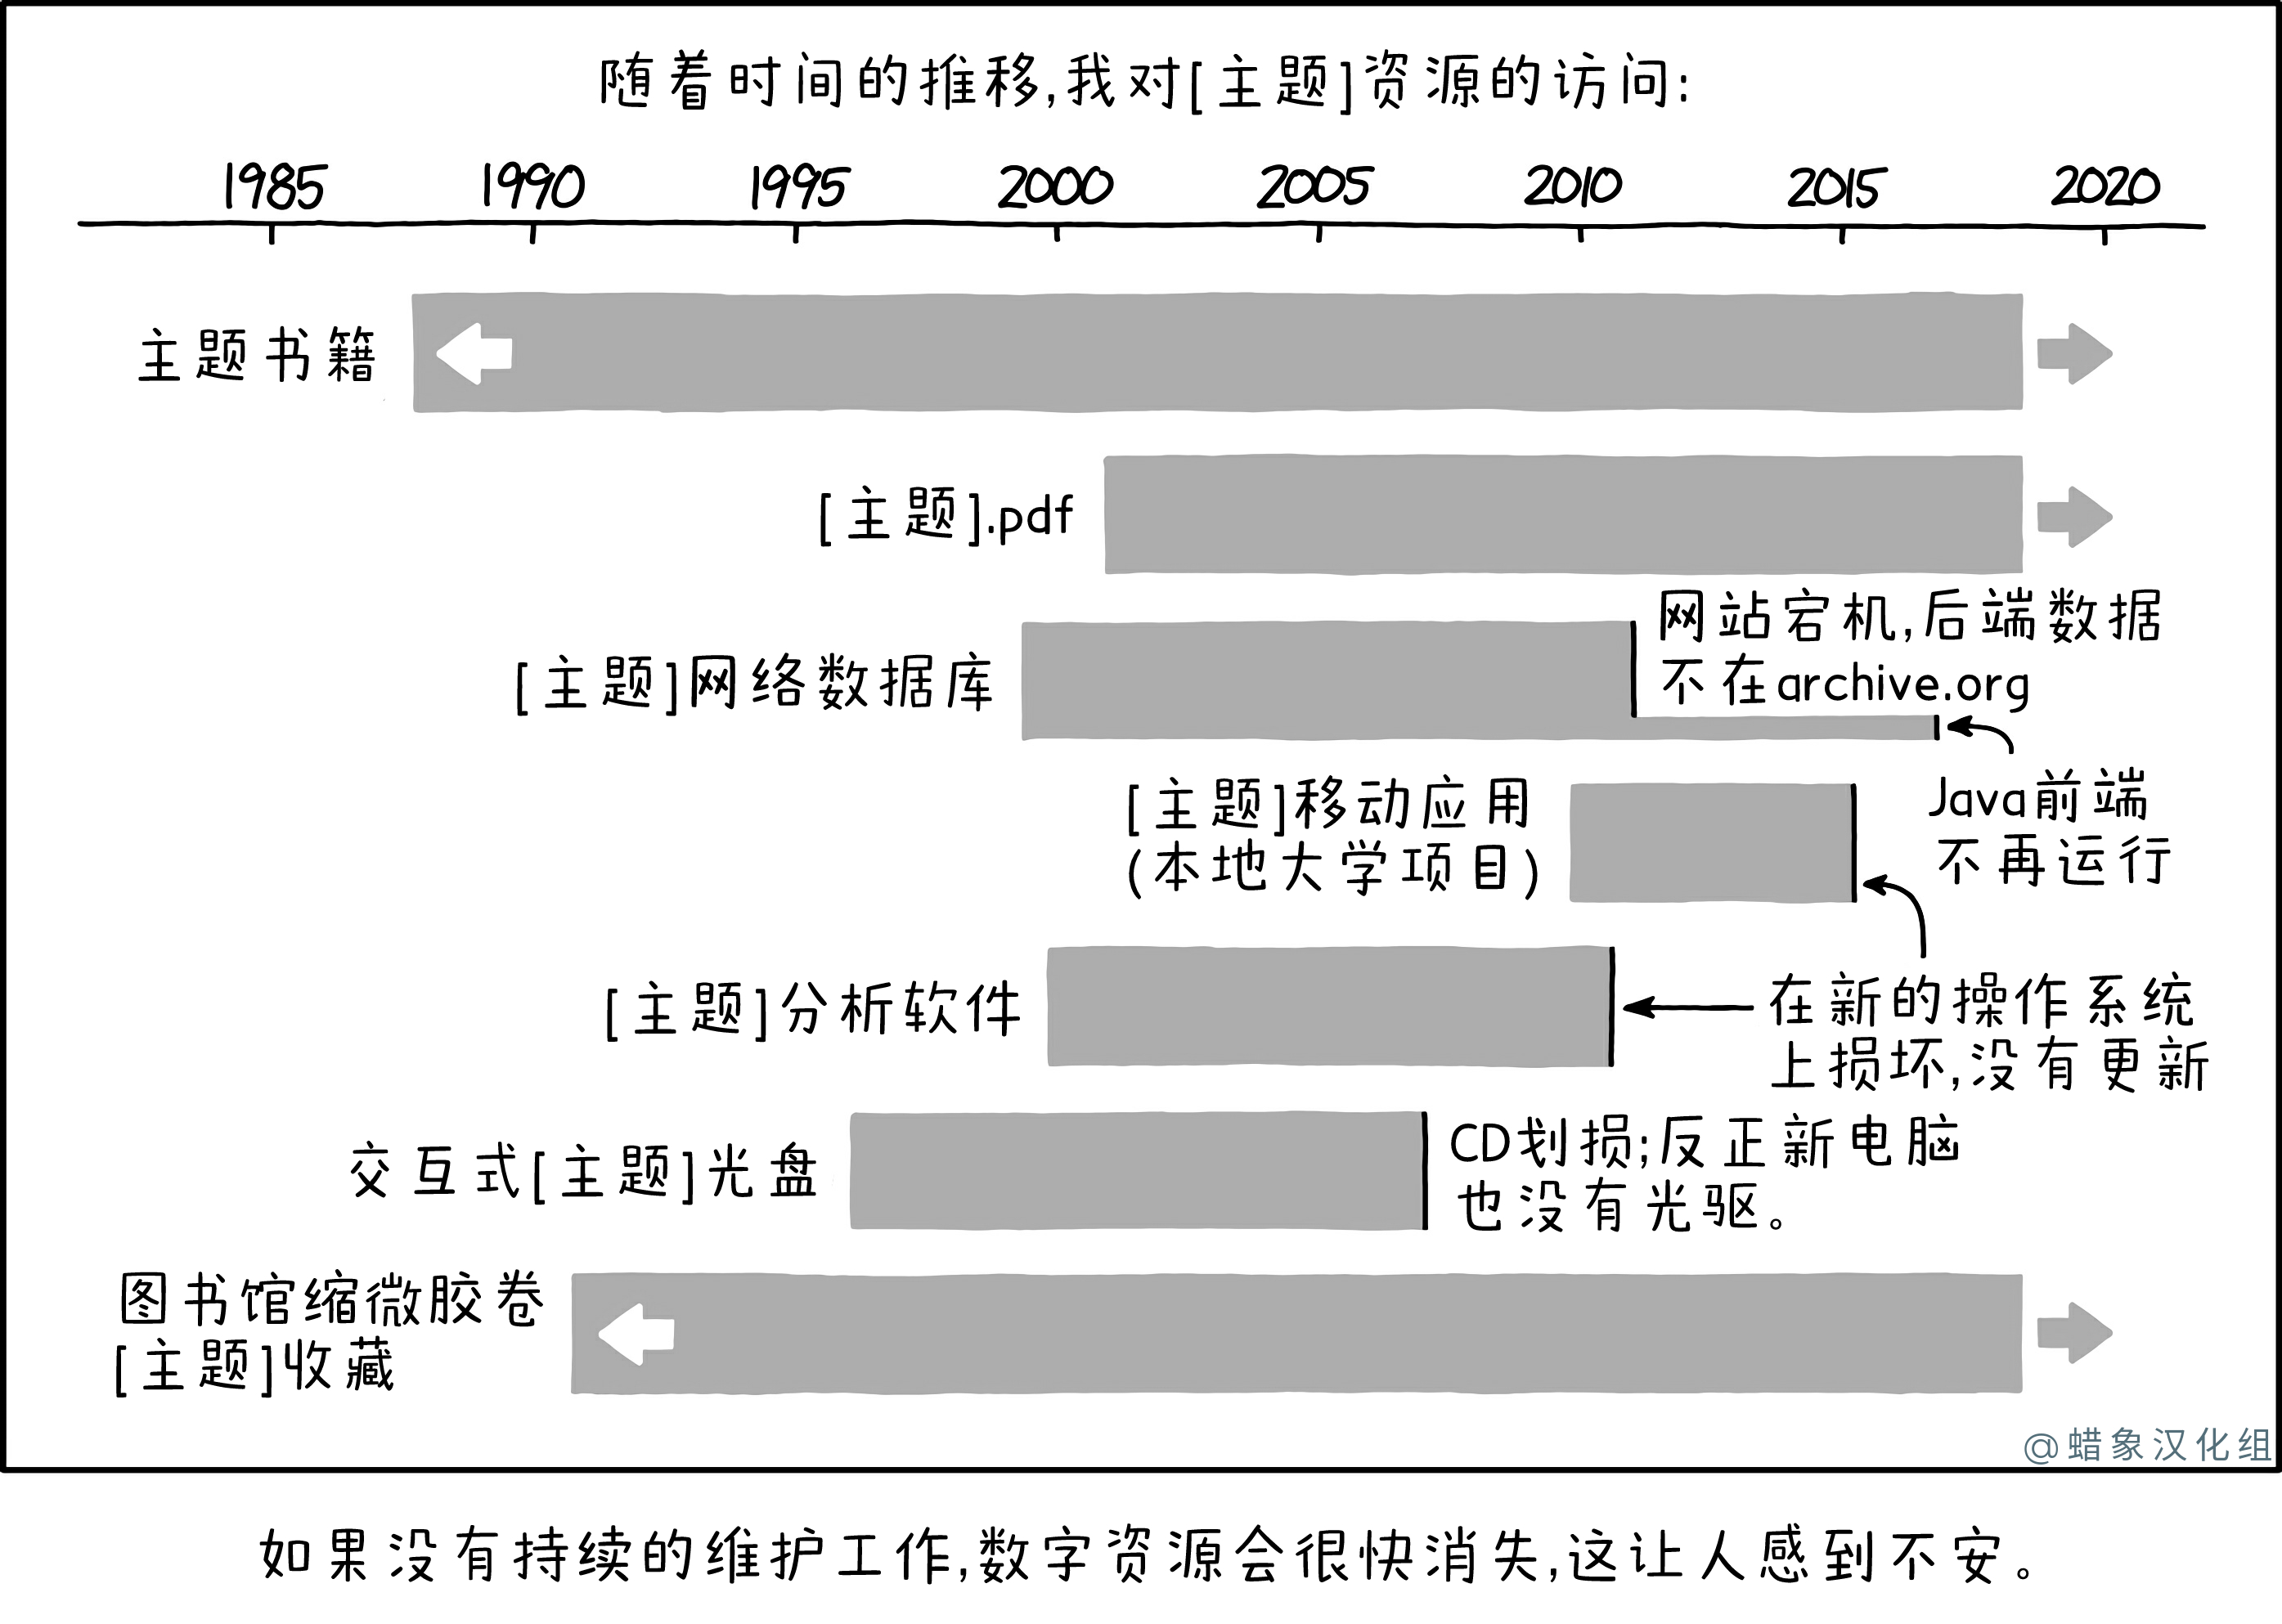 随着时间的推移,我对[主题]资源的访问:
1985 1990 1995 2000 2005 2010 2015 2020
主题书籍
[主题].pdf
[主题]网络数据库
网站宕机,后端数据
不在archive.org
Java前端
不再运行
[主题]移动应用
(本地大学项目)
[主题]分析软件
在新的操作系统
上损坏,没有更新
交互式[主题]光盘
CD划损;反正新电脑
也没有光驱。
图书馆缩微胶卷
[主题]收藏
@蜡象汉化组
如果没有持续的维护工作,数字资源会很快消失,这让人感到不安。